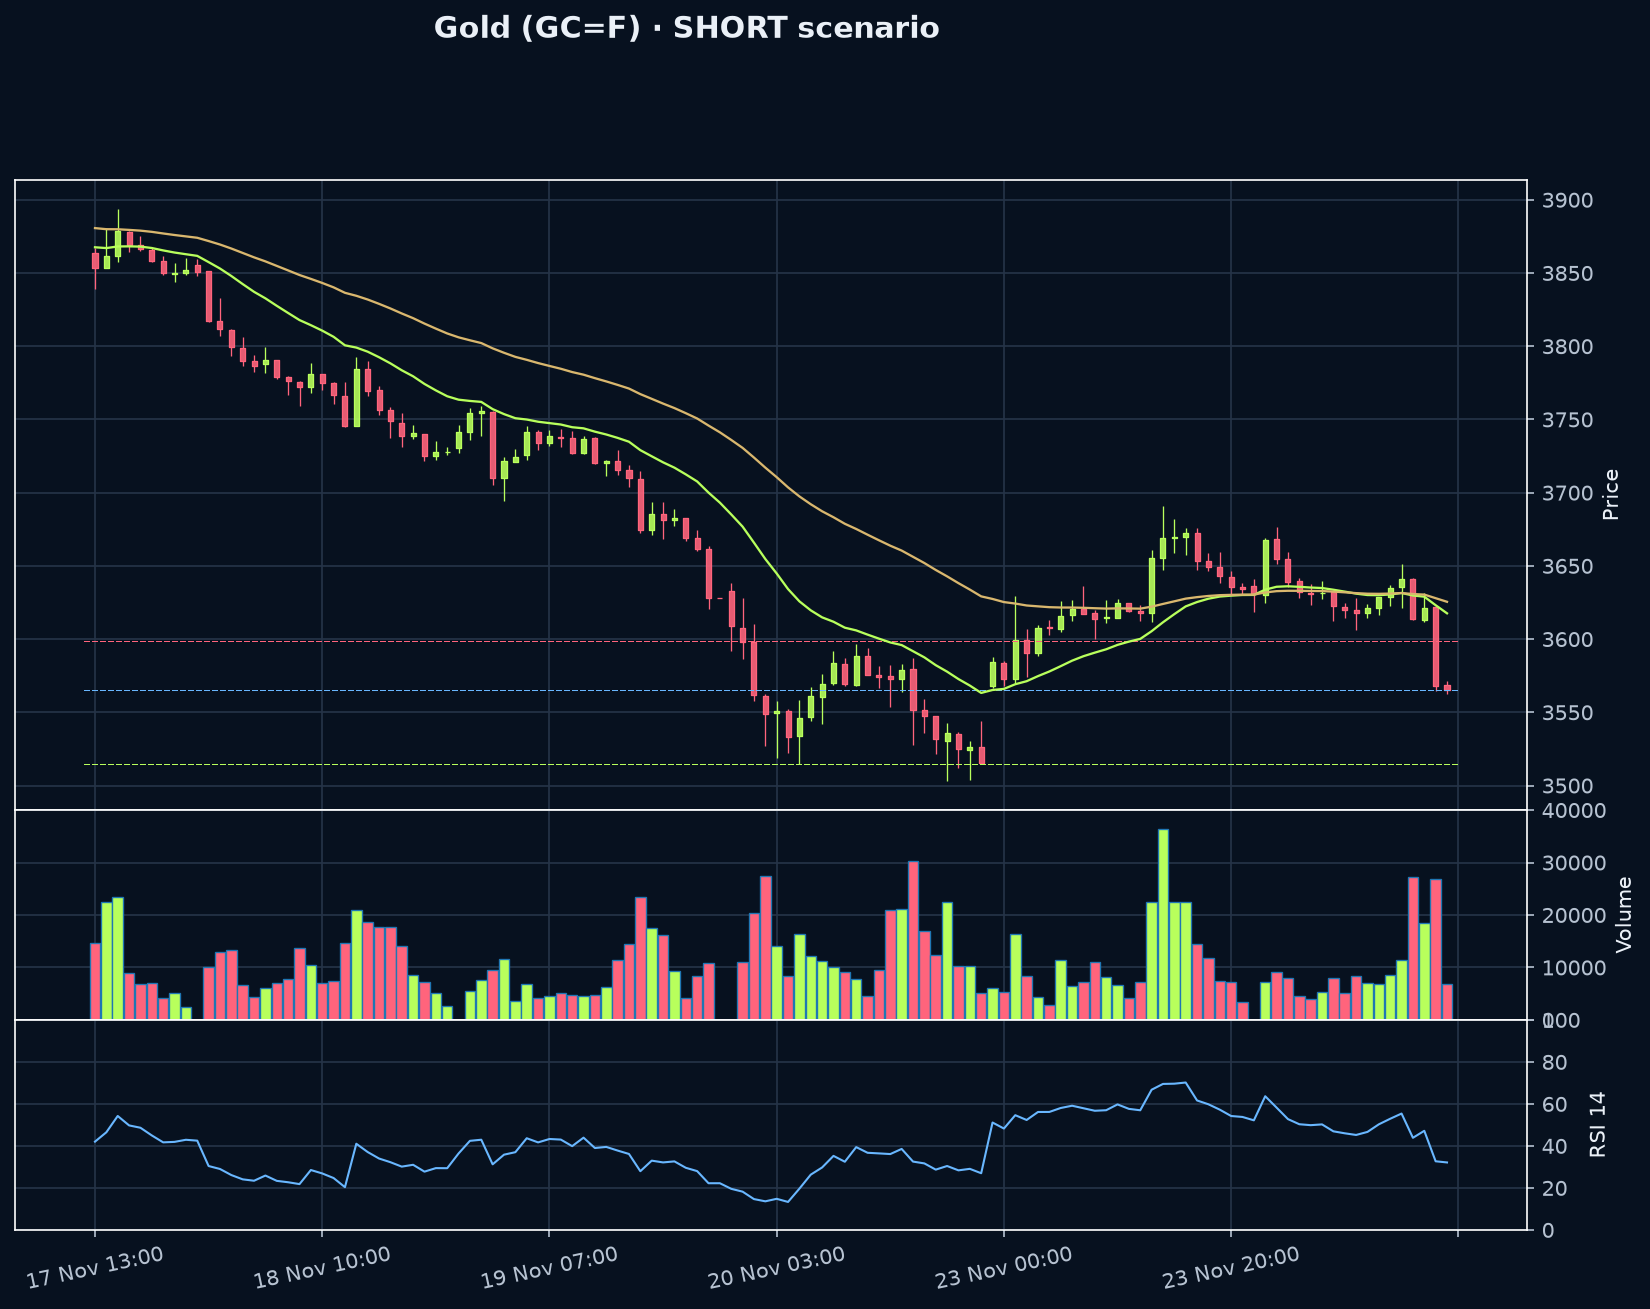 Gold (GC=F) · SHORT scenario
3900
3850
3800
3750
3700
3650
3600
3550
3500
Price
40000
30000
20000
10000
0
Volume
100
80
60
40
20
0
RSI 14
17 Nov 13:00
18 Nov 10:00
19 Nov 07:00
20 Nov 03:00
23 Nov 00:00
23 Nov 20:00